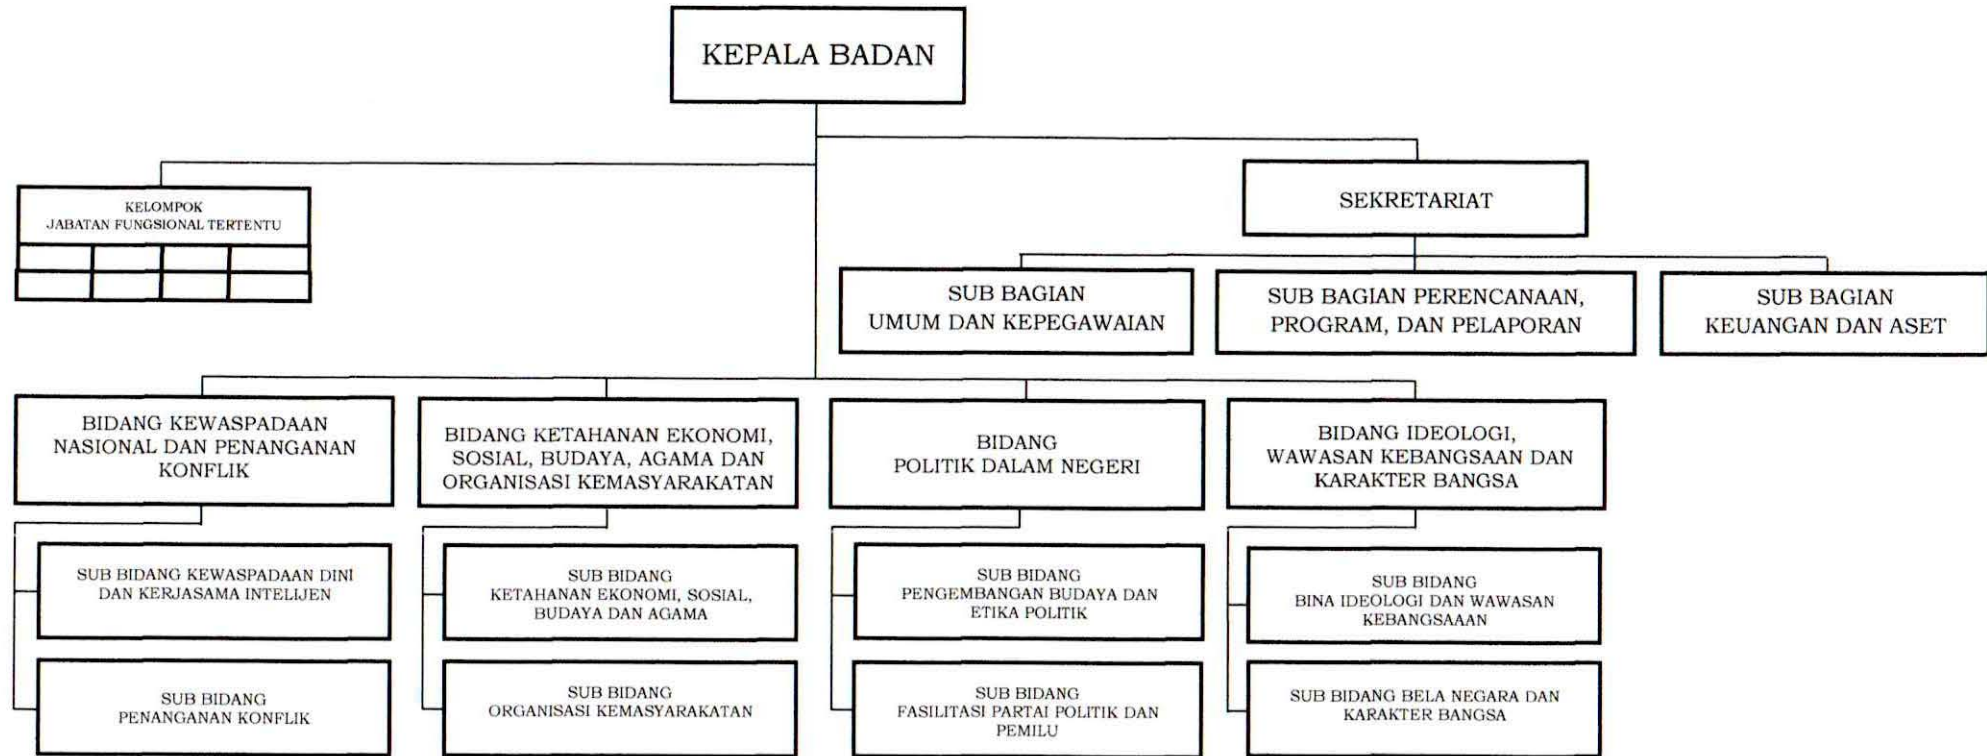 KEPALA BADAN
KELOMPOK
JABATAN FUNGSIONAL TERTENTU
SEKRETARIAT
SUB BAGIAN
UMUM DAN KEPEGAWAIAN
SUB BAGIAN PERENCANAAN,
PROGRAM, DAN PELAPORAN
SUB BAGIAN
KEUANGAN DAN ASET
BIDANG KEWASPADAAN
NASIONAL DAN PENANGANAN
KONFLIK
BIDANG KETAHANAN EKONOMI,
SOSIAL, BUDAYA, AGAMA DAN
ORGANISASI KEMASYARAKATAN
BIDANG
POLITIK DALAM NEGERI
BIDANG IDEOLOGI,
WAWASAN KEBANGSAAN DAN
KARAKTER BANGSA
SUB BIDANG KEWASPADAAN DINI
DAN KERJASAMA INTELIJEN
SUB BIDANG
KETAHANAN EKONOMI, SOSIAL,
BUDAYA DAN AGAMA
SUB BIDANG
PENGEMBANGAN BUDAYA DAN
ETIKA POLITIK
SUB BIDANG
BINA IDEOLOGI DAN WAWASAN
KEBANGSAAAN
SUB BIDANG
PENANGANAN KONFLIK
SUB BIDANG
ORGANISASI KEMASYARAKATAN
SUB BIDANG
FASILITASI PARTAI POLITIK DAN
PEMILU
SUB BIDANG BELA NEGARA DAN
KARAKTER BANGSA